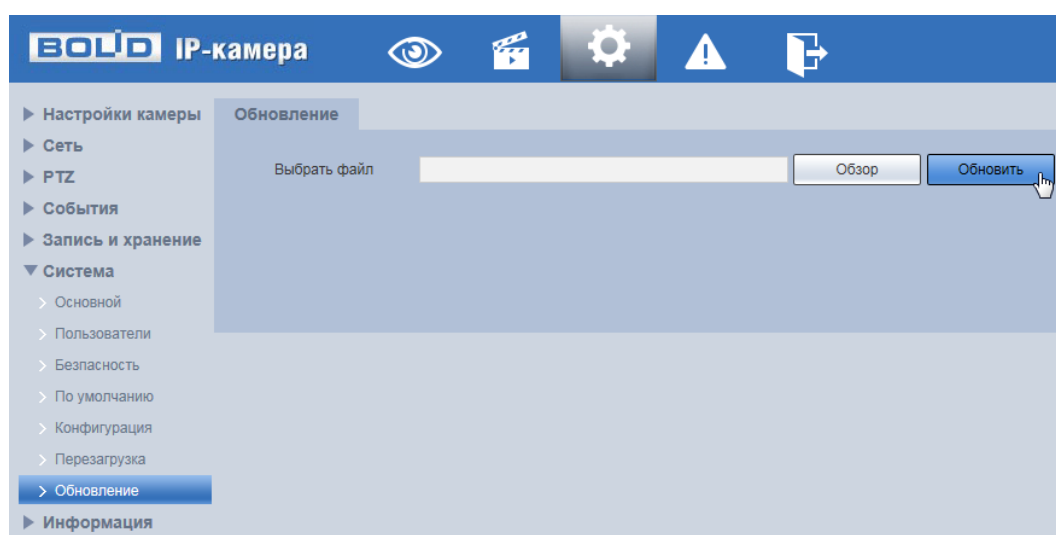 BOLID IP-камера
Настройки камеры
Обновление
Сеть
Выбрать файл
Обзор
Обновить
PTZ
События
Запись и хранение
Система
Основной
Пользователи
Безпасность
По умолчанию
Конфигурация
Перезагрузка
Обновление
Информация